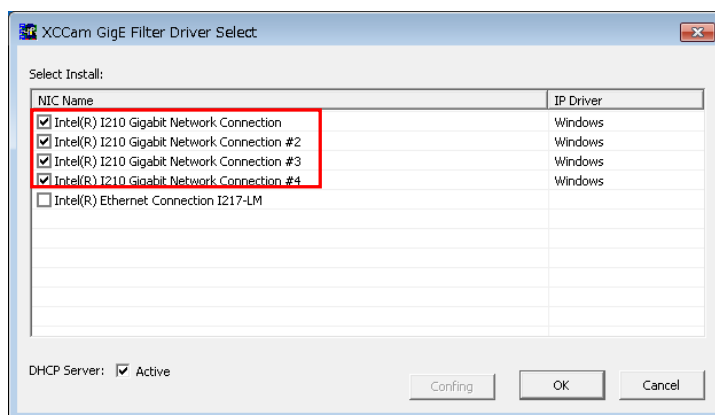 XCCam GigE Filter Driver Select
Select Install:
NIC Name IP Driver
Intel(R) I210 Gigabit Network Connection Windows
Intel(R) I210 Gigabit Network Connection #2 Windows
Intel(R) I210 Gigabit Network Connection #3 Windows
Intel(R) I210 Gigabit Network Connection #4 Windows
Intel(R) Ethernet Connection I217-LM
DHCP Server: Active
Confing OK Cancel